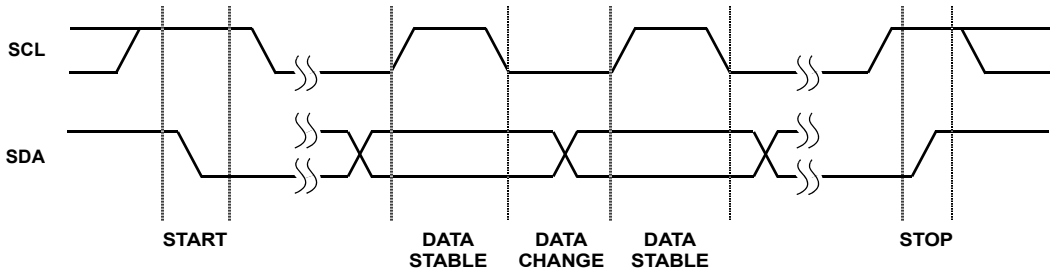 SCL
SDA
START
DATA
STABLE
DATA
CHANGE
DATA
STABLE
STOP